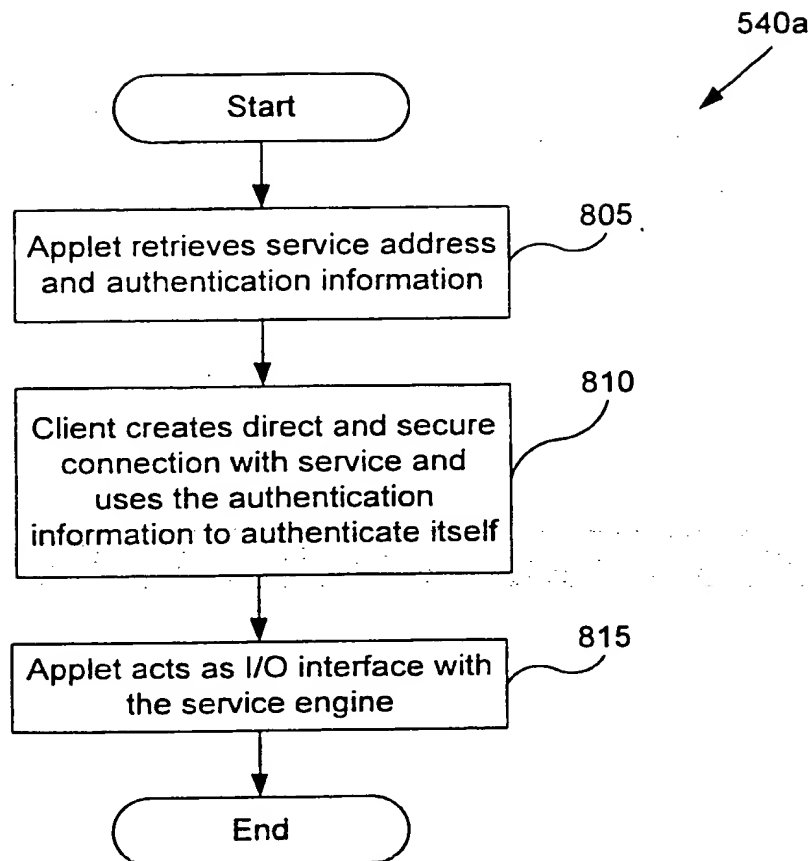 540a
Start
805
Applet retrieves service address
and authentication information
810
Client creates direct and secure
connection with service and
uses the authentication
information to authenticate itself
815
Applet acts as I/O interface with
the service engine
End